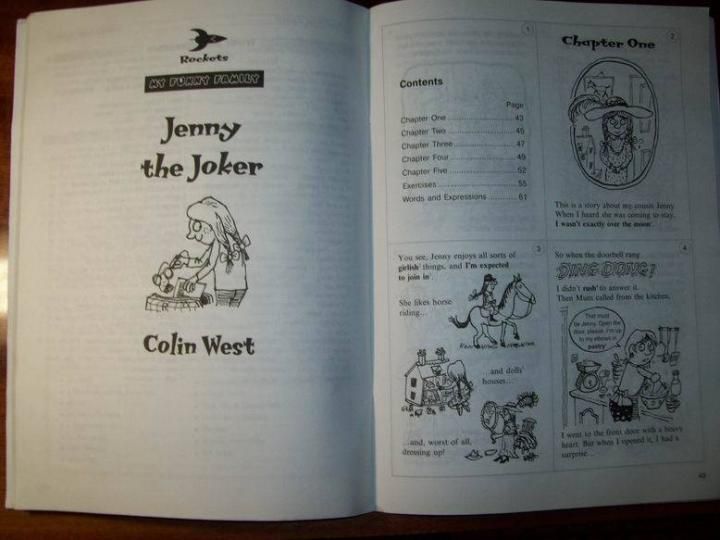 Rockets
MY FUNNY FAMILY
Jenny
the Joker
Colin West
1
Contents
Page
Chapter One 43
Chapter Two 45
Chapter Three 47
Chapter Four 49
Chapter Five 52
Exercises 55
Words and Expressions 61
2
Chapter One
This is a story about my cousin Jenny
When I heard she was coming to stay,
I wasn't exactly over the moon
3
You see, Jenny enjoys all sorts of
girlish things, and I'm expected
to join in
She likes horse
riding…
…and dolls'
houses…
…and, worst of all,
dressing up!
4
So when the doorbell rang
DING DONG!
I didn't rush to answer it.
Then Mum called from the kitchen.
That must
be Jenny. Open the
door, please. I'm up
to my elbows in
pastry
I went to the front door with a heavy
heart. But when I opened it, I had a
surprise…